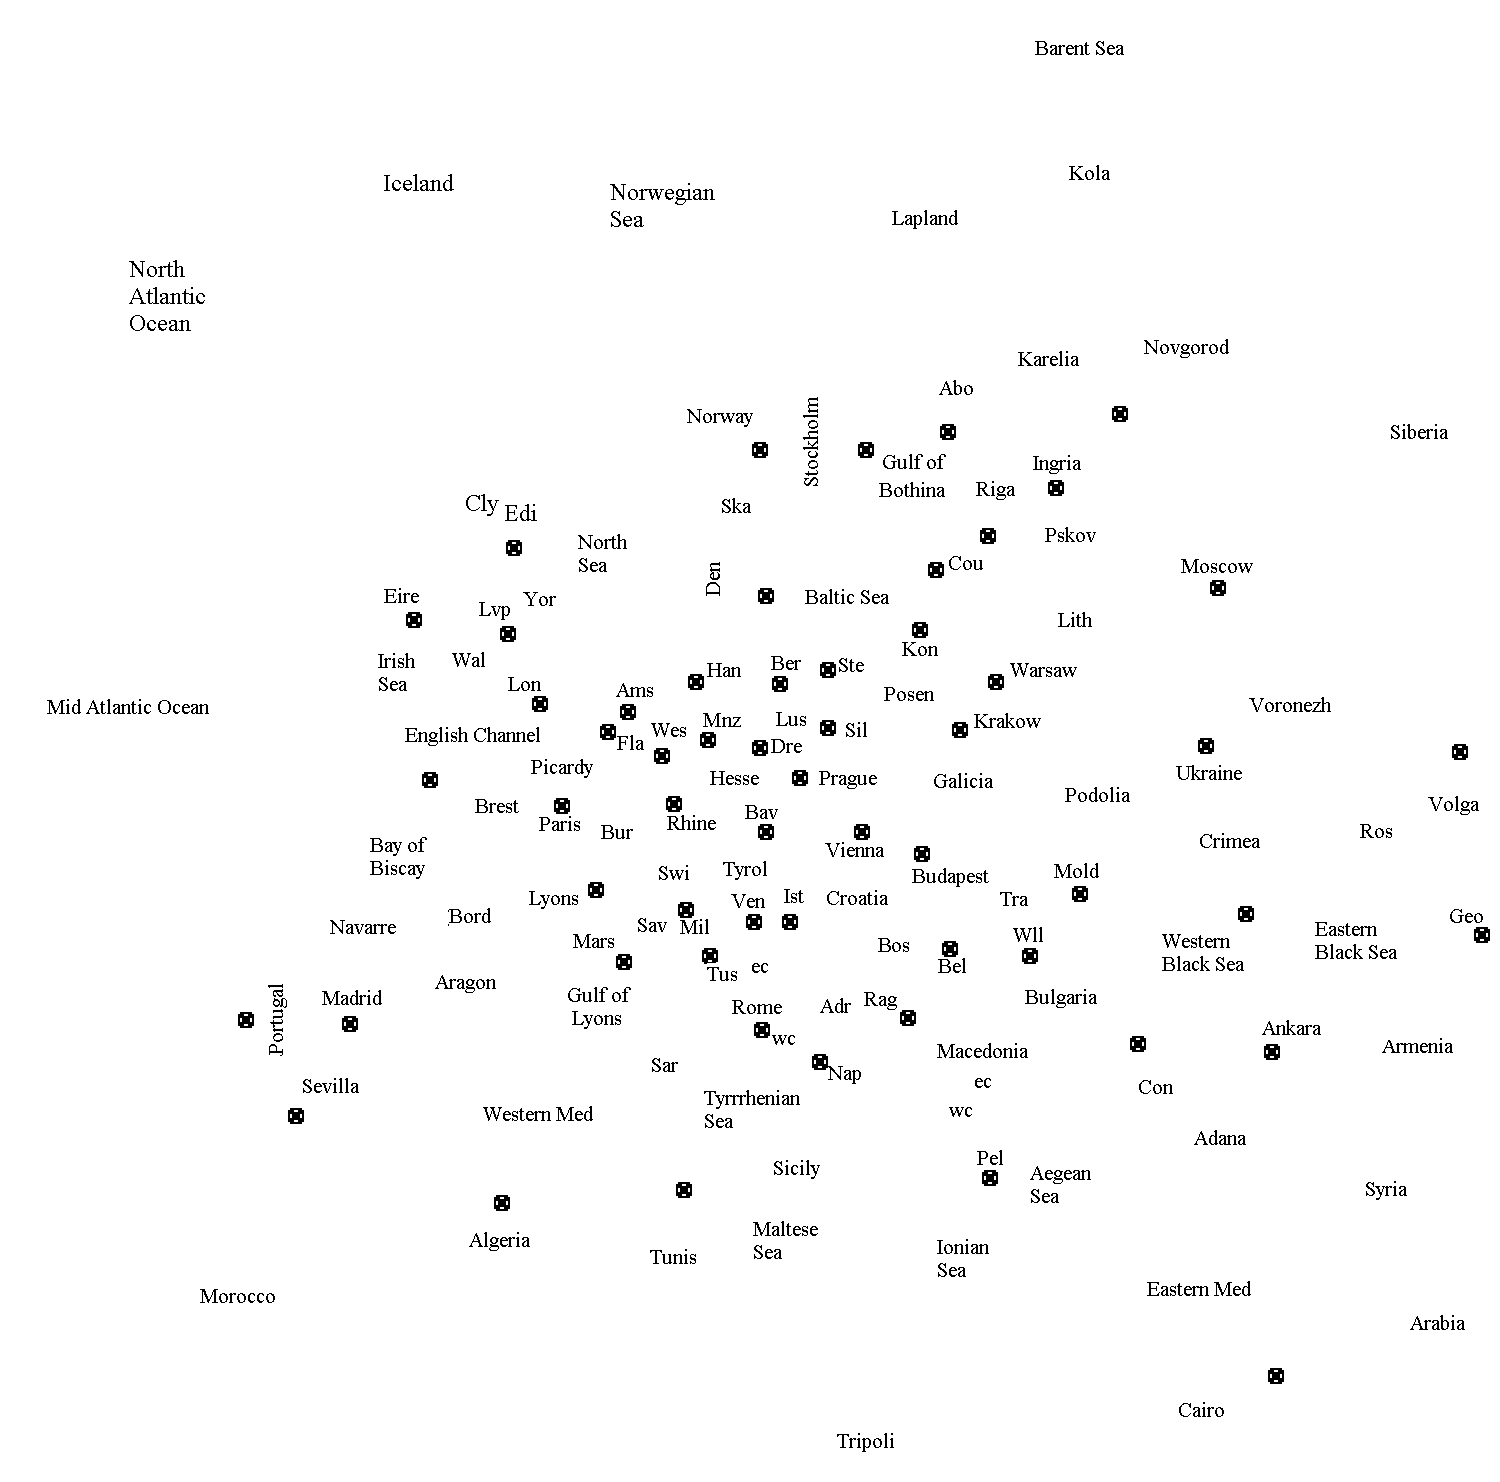 Barent Sea
Kola
Iceland
Norwegian
Sea
Lapland
North
Atlantic
Ocean
Novgorod
Karelia
Abo
Norway
Stockholm
Siberia
Gulf of
Bothina
Ingria
Riga
Cly
Edi
Ska
North
Sea
Pskov
Cou
Moscow
Den
Eire
Yor
Lvp
Baltic Sea
Lith
Kon
Irish
Sea
Wal
Han
Ber
Ste
Warsaw
Lon
Ams
Posen
Mid Atlantic Ocean
Voronezh
English Channel
Fla
Wes
Mnz
Lus
Dre
Sil
Krakow
Picardy
Hesse
Prague
Galicia
Ukraine
Podolia
Brest
Paris
Bur
Rhine
Bav
Volga
Ros
Bay of
Biscay
Vienna
Crimea
Swi
Tyrol
Budapest
Mold
Lyons
Ven
Ist
Croatia
Tra
Navarre
Bord
Sav
Mil
Geo
Mars
Bos
Wll
Western
Black Sea
Eastern
Black Sea
Tus
ec
Bel
Aragon
Madrid
Portugal
Gulf of
Lyons
Rome
wc
Adr
Rag
Bulgaria
Ankara
Armenia
Sar
Nap
Macedonia
ec
wc
Con
Sevilla
Western Med
Tyrrrhenian
Sea
Adana
Sicily
Pel
Aegean
Sea
Syria
Algeria
Tunis
Maltese
Sea
Ionian
Sea
Morocco
Eastern Med
Arabia
Cairo
Tripoli